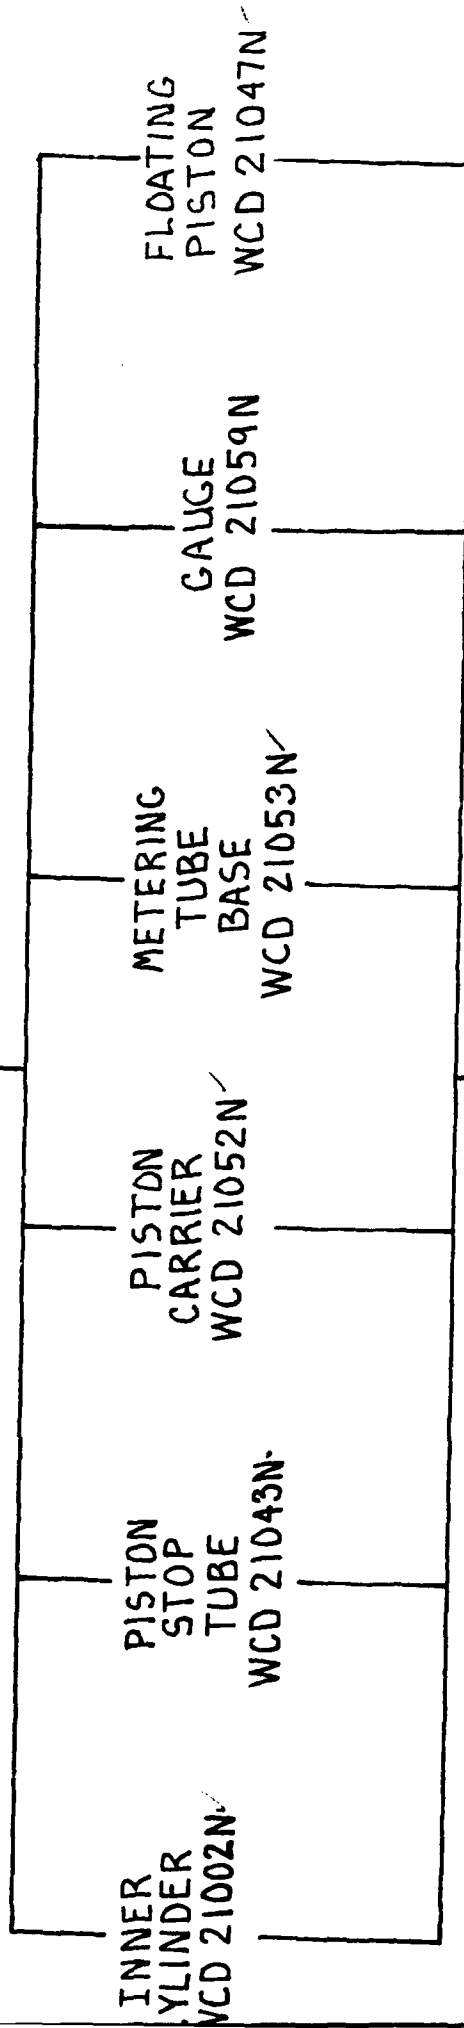 INNER
YLINDER
WCD 21002N
PISTON
STOP
TUBE
WCD 21043N
PISTON
CARRIER
WCD 21052N
METERING
TUBE
BASE
WCD 21053N
GAUGE
WCD 21059N
FLOATING
PISTON
WCD 21047N